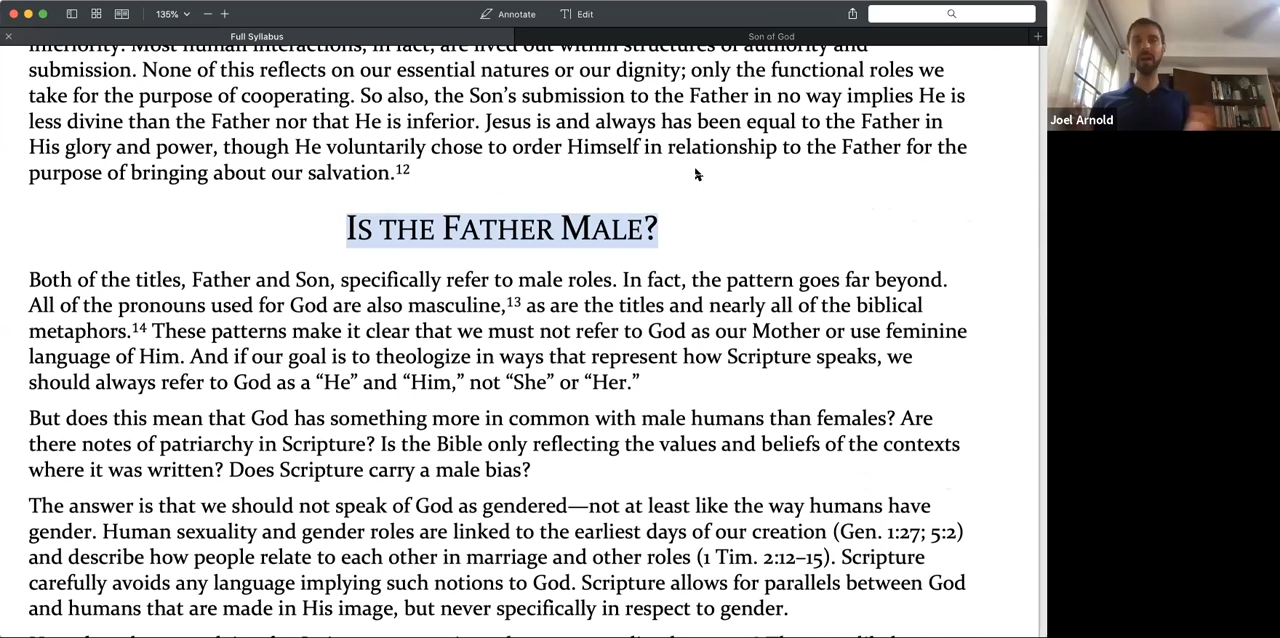 135%
Annotate
Edit
Full Syllabus
Son of God
inferiority. Most human interactions, in fact, are lived out within structures of authority and
submission. None of this reflects on our essential natures or our dignity; only the functional roles we
take for the purpose of cooperating. So also, the Son’s submission to the Father in no way implies He is
less divine than the Father nor that He is inferior. Jesus is and always has been equal to the Father in
His glory and power, though He voluntarily chose to order Himself in relationship to the Father for the
purpose of bringing about our salvation.12
IS THE FATHER MALE?
Both of the titles, Father and Son, specifically refer to male roles. In fact, the pattern goes far beyond.
All of the pronouns used for God are also masculine,13 as are the titles and nearly all of the biblical
metaphors.14 These patterns make it clear that we must not refer to God as our Mother or use feminine
language of Him. And if our goal is to theologize in ways that represent how Scripture speaks, we
should always refer to God as a “He” and “Him,” not “She” or “Her.”
But does this mean that God has something more in common with male humans than females? Are
there notes of patriarchy in Scripture? Is the Bible only reflecting the values and beliefs of the contexts
where it was written? Does Scripture carry a male bias?
The answer is that we should not speak of God as gendered—not at least like the way humans have
gender. Human sexuality and gender roles are linked to the earliest days of our creation (Gen. 1:27; 5:2)
and describe how people relate to each other in marriage and other roles (1 Tim. 2:12–15). Scripture
carefully avoids any language implying such notions to God. Scripture allows for parallels between God
and humans that are made in His image, but never specifically in respect to gender.
Joel Arnold